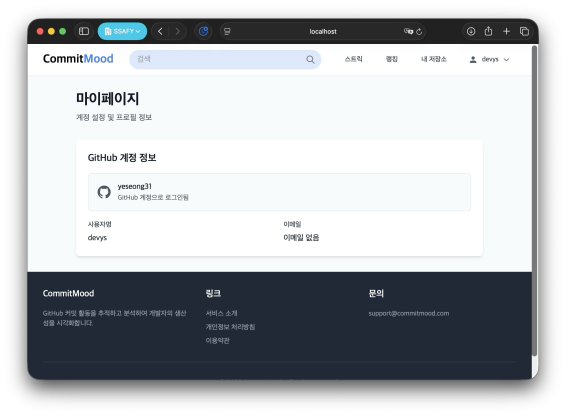 SSAFY
localhost
CommitMood
검색
스트릭
랭킹
내 저장소
devys
마이페이지
계정 설정 및 프로필 정보
GitHub 계정 정보
yeseong31
GitHub 계정으로 로그인됨
사용자명
devys
이메일
이메일 없음
CommitMood
GitHub 커밋 활동을 추적하고 분석하여 개발자의 생산
성을 시각화합니다.
링크
서비스 소개
개인정보 처리방침
이용약관
문의
support@commitmood.com